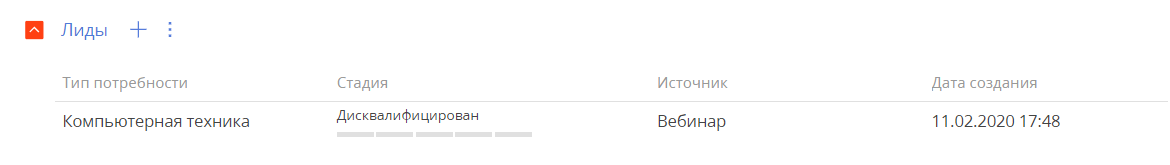 Лиды
Тип потребности Стадия Источник Дата создания
Компьютерная техника Дисквалифицирован Вебинар 11.02.2020 17:48